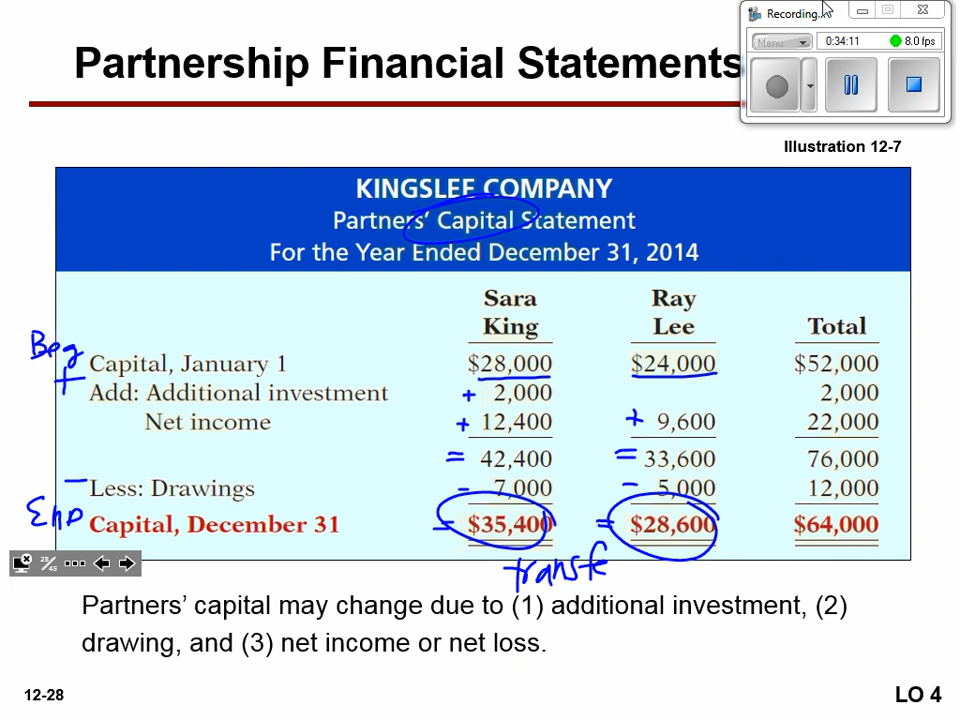 Partnership Financial Statements
Recording...
Menu
0:34:11
8.0 fps
Illustration 12-7
KINGSLEE COMPANY
Partners’ Capital Statement
For the Year Ended December 31, 2014
Sara Ray
King Lee Total
Beg
Capital, January 1 $28,000 $24,000 $52,000
+
Add: Additional investment + 2,000 2,000
Net income + 12,400 + 9,600 22,000
= 42,400 = 33,600 76,000
− Less: Drawings - 7,000 - 5,000 12,000
End Capital, December 31 = $35,400 = $28,600 $64,000
28/45
transfe
Partners’ capital may change due to (1) additional investment, (2)
drawing, and (3) net income or net loss.
12-28
LO 4